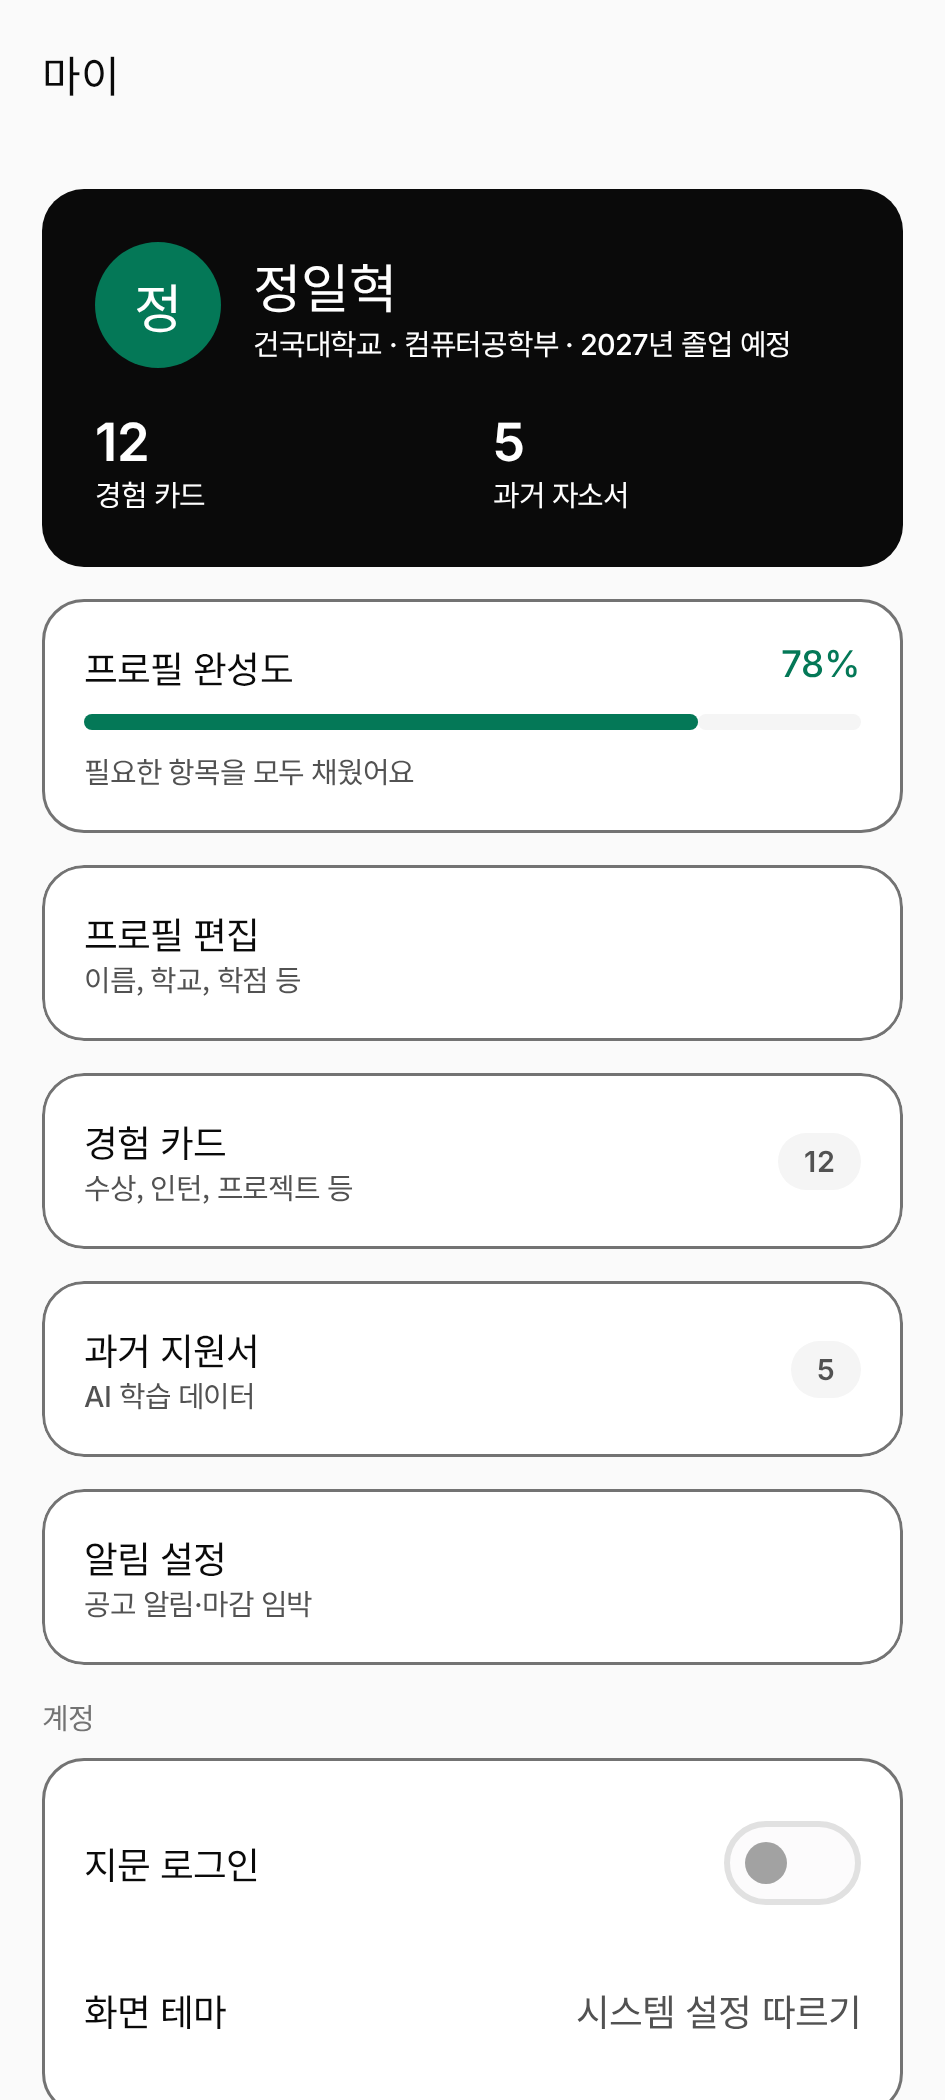 마이
정
정일혁
건국대학교 · 컴퓨터공학부 · 2027년 졸업 예정
12
경험 카드
5
과거 자소서
프로필 완성도
78%
필요한 항목을 모두 채웠어요
프로필 편집
이름, 학교, 학점 등
경험 카드
수상, 인턴, 프로젝트 등
12
과거 지원서
AI 학습 데이터
5
알림 설정
공고 알림·마감 임박
계정
지문 로그인
화면 테마
시스템 설정 따르기